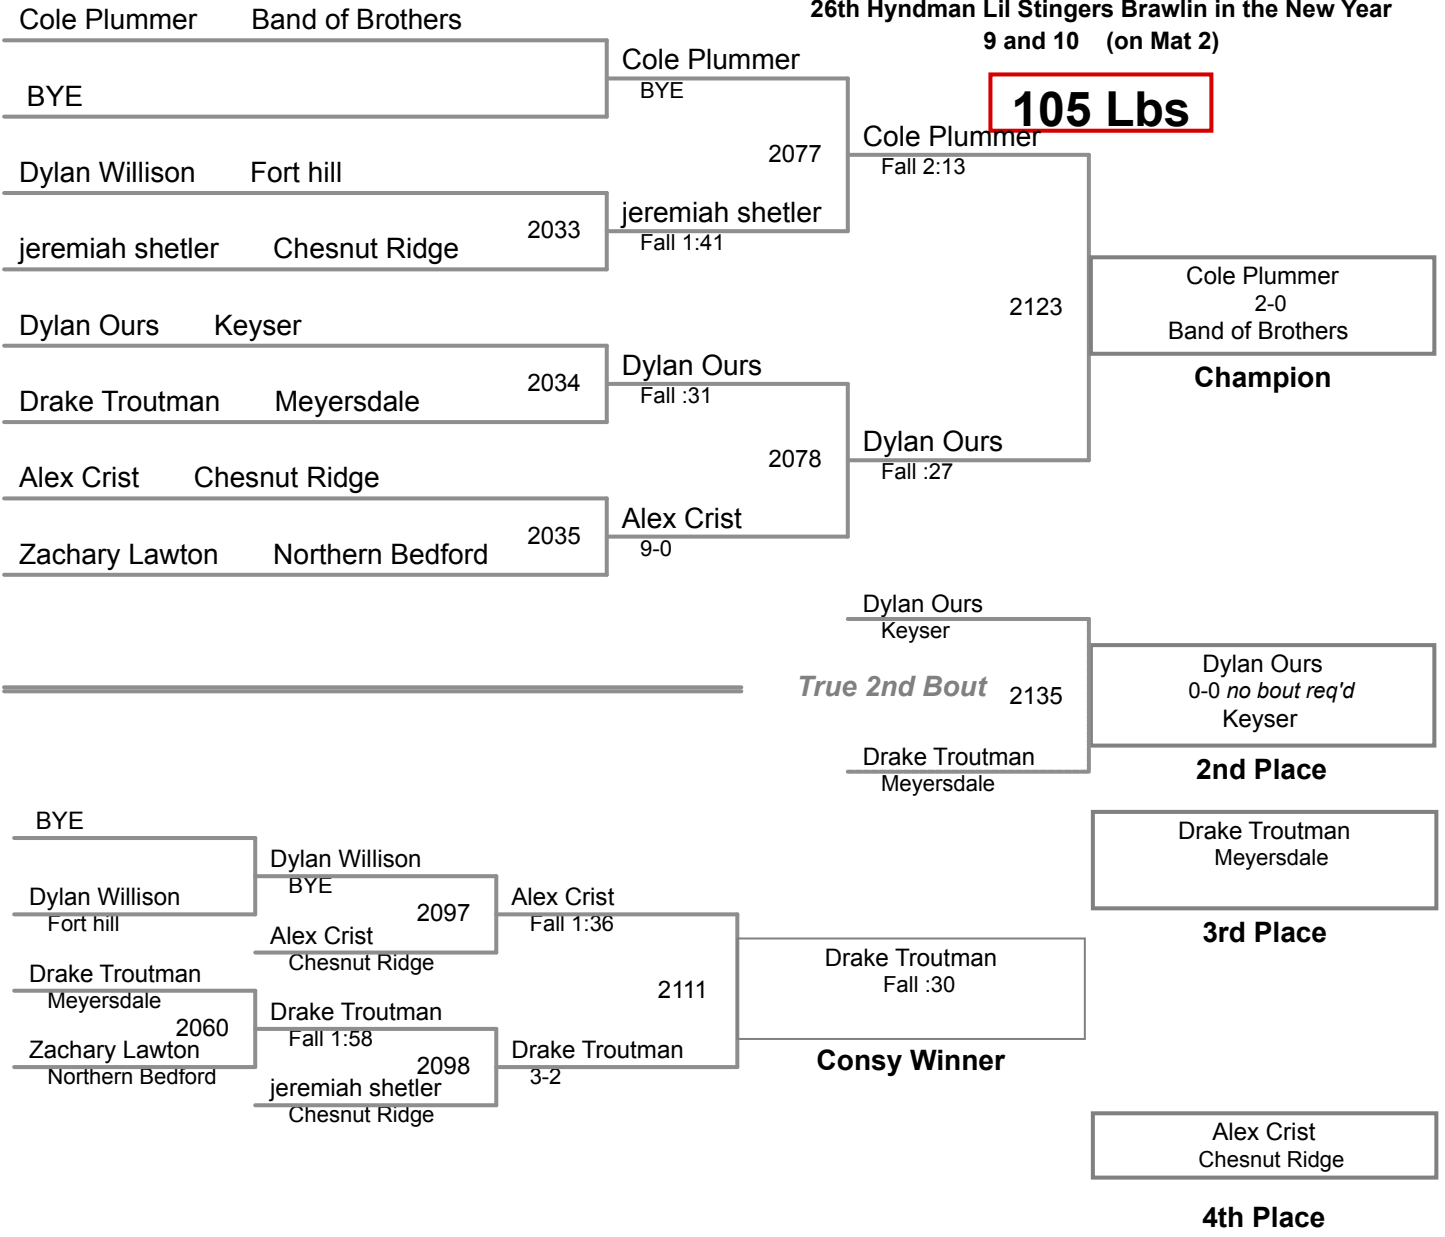 26th Hyndman Lil Stingers Brawlin in the New Year
9 and 10 (on Mat 2)
105 Lbs
Cole Plummer Band of Brothers
BYE
Dylan Willison Fort hill
jeremiah shetler Chesnut Ridge
2033
Dylan Ours Keyser
Drake Troutman Meyersdale
2034
Alex Crist Chesnut Ridge
Zachary Lawton Northern Bedford
2035
Cole Plummer
BYE
2077
jeremiah shetler
Fall 1:41
Dylan Ours
Fall :31
2078
Alex Crist
9-0
Cole Plummer
Fall 2:13
2123
Dylan Ours
Fall :27
Cole Plummer
2-0
Band of Brothers
Champion
Dylan Ours
Keyser
True 2nd Bout 2135
Drake Troutman
Meyersdale
Dylan Ours
0-0 no bout req'd
Keyser
2nd Place
BYE
Dylan Willison
Fort hill
Drake Troutman
Meyersdale
2060
Zachary Lawton
Northern Bedford
Dylan Willison
BYE
2097
Alex Crist
Chesnut Ridge
Drake Troutman
Fall 1:58
2098
jeremiah shetler
Chesnut Ridge
Alex Crist
Fall 1:36
2111
Drake Troutman
3-2
Drake Troutman
Fall :30
Consy Winner
Drake Troutman
Meyersdale
3rd Place
Alex Crist
Chesnut Ridge
4th Place